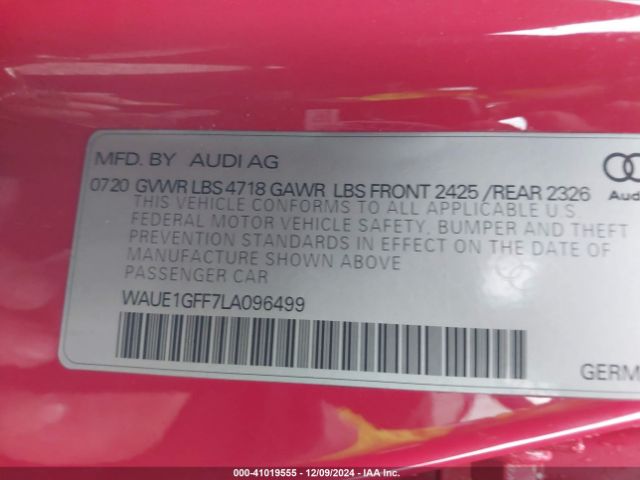 MFD. BY AUDI AG
0720 GVWR LBS 4718 GAWR LBS FRONT 2425 /REAR 2326
THIS VEHICLE CONFORMS TO ALL APPLICABLE U.S.
FEDERAL MOTOR VEHICLE SAFETY, BUMPER AND THEFT
PREVENTION STANDARDS IN EFFECT ON THE DATE OF
MANUFACTURE SHOWN ABOVE
PASSENGER CAR
WAUE1GFF7LA096499
000-41019555 - 12/09/2024 - IAA Inc.